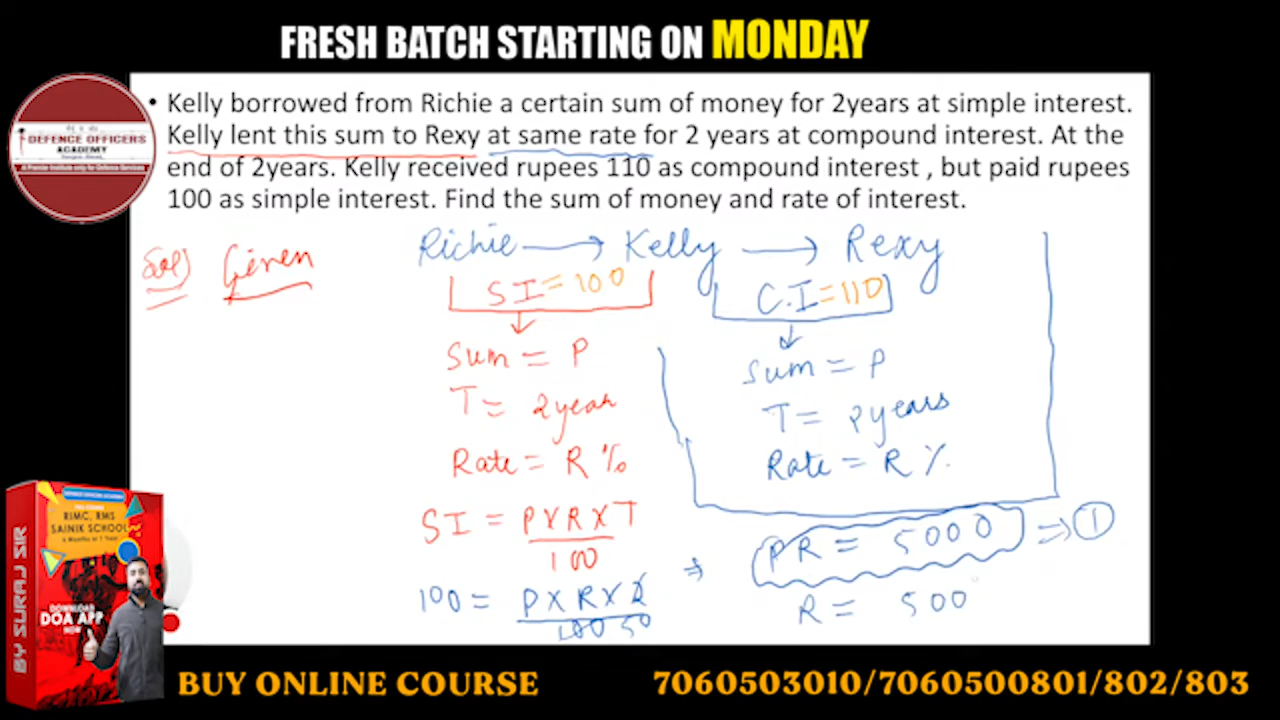 FRESH BATCH STARTING ON MONDAY
DEFENCE OFFICERS
ACADEMY
• Kelly borrowed from Richie a certain sum of money for 2years at simple interest.
Kelly lent this sum to Rexy at same rate for 2 years at compound interest. At the
end of 2years. Kelly received rupees 110 as compound interest , but paid rupees
100 as simple interest. Find the sum of money and rate of interest.
Sol) Given
Richie → Kelly → Rexy
SI = 100
C.I = 110
Sum = P
T = 2 year
Rate = R %
SI = P X R X T
100
100 = P X R X 2
100 50
Sum = P
T = 2 years
Rate = R %.
⇒ PR = 5000 ⇒ 1
R = 500
RIMC, RMS
SAINIK SCHOOL
DOWNLOAD
DOA APP
NOW
BY SURAJ SIR
BUY ONLINE COURSE
7060503010/7060500801/802/803